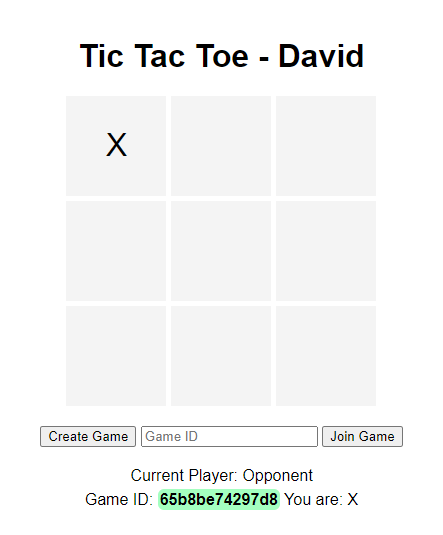 Tic Tac Toe - David
X
Create Game Game ID Join Game
Current Player: Opponent
Game ID: 65b8be74297d8 You are: X